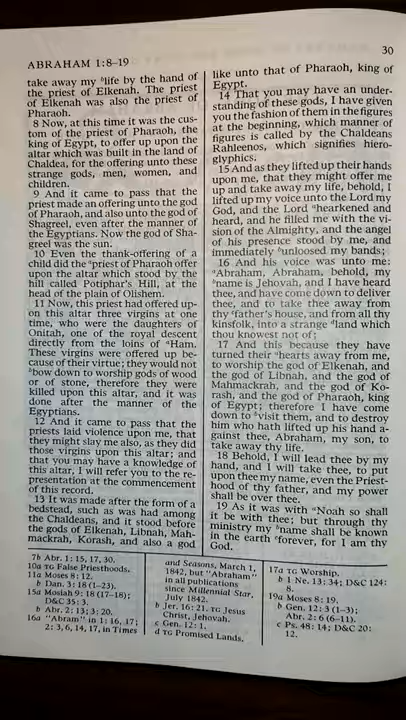 30
ABRAHAM 1:8–19
take away my ᵇlife by the hand of
the priest of Elkenah. The priest
of Elkenah was also the priest of
Pharaoh.
8 Now, at this time it was the cus-
tom of the priest of Pharaoh, the
king of Egypt, to offer up upon the
altar which was built in the land of
Chaldea, for the offering unto these
strange gods, men, women, and
children.
9 And it came to pass that the
priest made an offering unto the god
of Pharaoh, and also unto the god of
Shagreel, even after the manner of
the Egyptians. Now the god of Sha-
greel was the sun.
10 Even the thank-offering of a
child did the ᵃpriest of Pharaoh offer
upon the altar which stood by the
hill called Potiphar's Hill, at the
head of the plain of Olishem.
11 Now, this priest had offered up-
on this altar three virgins at one
time, who were the daughters of
Onitah, one of the royal descent
directly from the loins of ᵃHam.
These virgins were offered up be-
cause of their virtue; they would not
ᵇbow down to worship gods of wood
or of stone, therefore they were
killed upon this altar, and it was
done after the manner of the
Egyptians.
12 And it came to pass that the
priests laid violence upon me, that
they might slay me also, as they did
those virgins upon this altar; and
that you may have a knowledge of
this altar, I will refer you to the re-
presentation at the commencement
of this record.
13 It was made after the form of a
bedstead, such as was had among
the Chaldeans, and it stood before
the gods of Elkenah, Libnah, Mah-
mackrah, Korash, and also a god
like unto that of Pharaoh, king of
Egypt.
14 That you may have an under-
standing of these gods, I have given
you the fashion of them in the figures
at the beginning, which manner of
figures is called by the Chaldeans
Rahleenos, which signifies hiero-
glyphics.
15 And as they lifted up their hands
upon me, that they might offer me
up and take away my life, behold, I
lifted up my voice unto the Lord my
God, and the Lord ᵃhearkened and
heard, and he filled me with the vi-
sion of the Almighty, and the angel
of his presence stood by me, and
immediately ᵇunloosed my bands;
16 And his voice was unto me:
ᵃAbraham, Abraham, behold, my
ᵇname is Jehovah, and I have heard
thee, and have come down to deliver
thee, and to take thee away from
thy ᶜfather's house, and from all thy
kinsfolk, into a strange ᵈland which
thou knowest not of;
17 And this because they have
turned their ᵃhearts away from me,
to worship the god of Elkenah, and
the god of Libnah, and the god of
Mahmackrah, and the god of Ko-
rash, and the god of Pharaoh, king
of Egypt; therefore I have come
down to ᵇvisit them, and to destroy
him who hath lifted up his hand a-
gainst thee, Abraham, my son, to
take away thy life.
18 Behold, I will lead thee by my
hand, and I will take thee, to put
upon thee my name, even the Priest-
hood of thy father, and my power
shall be over thee.
19 As it was with ᵃNoah so shall
it be with thee; but through thy
ministry my ᵇname shall be known
in the earth ᶜforever, for I am thy
God.
7b Abr. 1: 15, 17, 30.
10a TG False Priesthoods.
11a Moses 8: 12.
b Dan. 3: 18 (1–23).
15a Mosiah 9: 18 (17–18);
D&C 35: 3.
b Abr. 2: 13; 3: 20.
16a "Abram" in 1: 16, 17;
2: 3, 6, 14, 17, in Times
and Seasons, March 1,
1842, but "Abraham"
in all publications
since Millennial Star,
July 1842.
b Jer. 16: 21. TG Jesus
Christ, Jehovah.
c Gen. 12: 1.
d TG Promised Lands.
17a TG Worship.
b 1 Ne. 13: 34; D&C 124:
8.
19a Moses 8: 19.
b Gen. 12: 3 (1–3);
Abr. 2: 6 (6–11).
c Ps. 48: 14; D&C 20:
12.